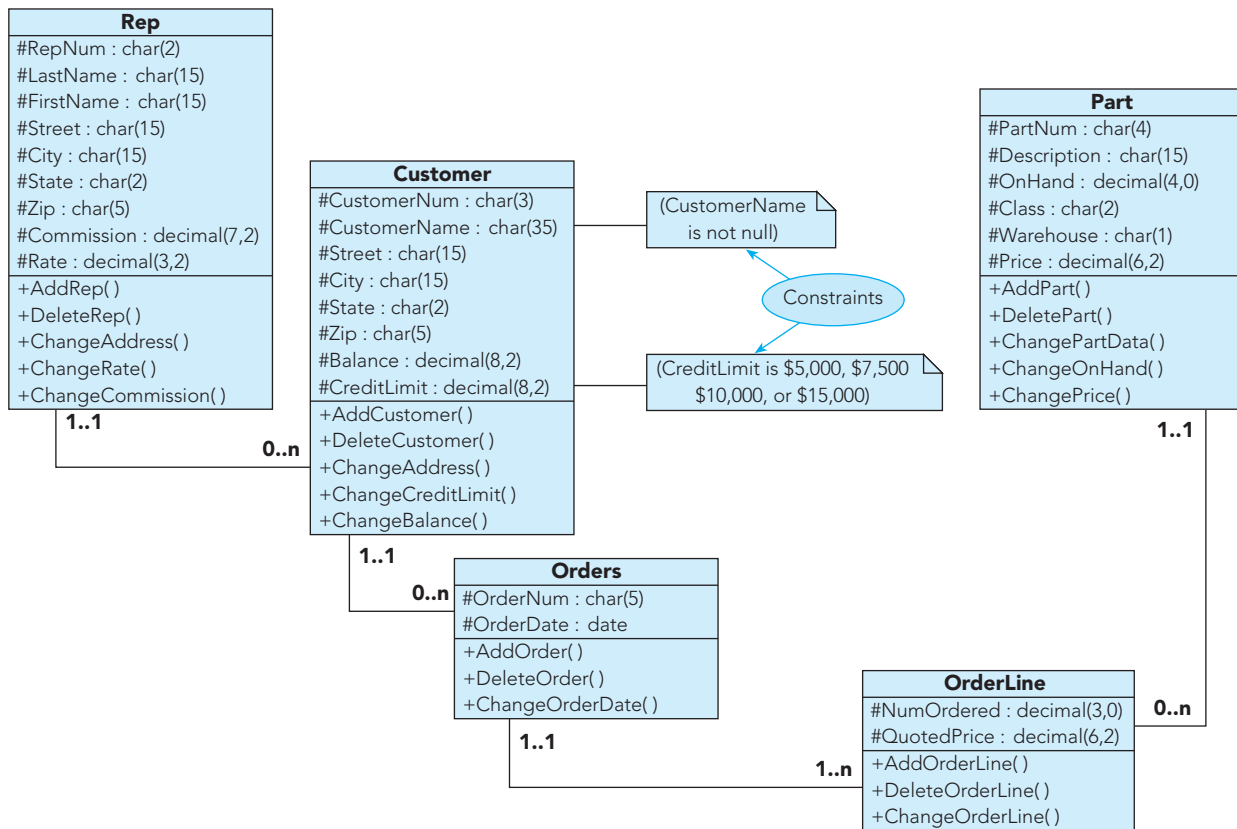 Rep
#RepNum : char(2)
#LastName : char(15)
#FirstName : char(15)
#Street : char(15)
#City : char(15)
#State : char(2)
#Zip : char(5)
#Commission : decimal(7,2)
#Rate : decimal(3,2)
+AddRep( )
+DeleteRep( )
+ChangeAddress( )
+ChangeRate( )
+ChangeCommission( )
1..1
0..n
Customer
#CustomerNum : char(3)
#CustomerName : char(35)
#Street : char(15)
#City : char(15)
#State : char(2)
#Zip : char(5)
#Balance : decimal(8,2)
#CreditLimit : decimal(8,2)
+AddCustomer( )
+DeleteCustomer( )
+ChangeAddress( )
+ChangeCreditLimit( )
+ChangeBalance( )
1..1
0..n
(CustomerName
is not null)
Constraints
(CreditLimit is $5,000, $7,500
$10,000, or $15,000)
Part
#PartNum : char(4)
#Description : char(15)
#OnHand : decimal(4,0)
#Class : char(2)
#Warehouse : char(1)
#Price : decimal(6,2)
+AddPart( )
+DeletePart( )
+ChangePartData( )
+ChangeOnHand( )
+ChangePrice( )
1..1
0..n
Orders
#OrderNum : char(5)
#OrderDate : date
+AddOrder( )
+DeleteOrder( )
+ChangeOrderDate( )
1..1
1..n
OrderLine
#NumOrdered : decimal(3,0)
#QuotedPrice : decimal(6,2)
+AddOrderLine( )
+DeleteOrderLine( )
+ChangeOrderLine( )